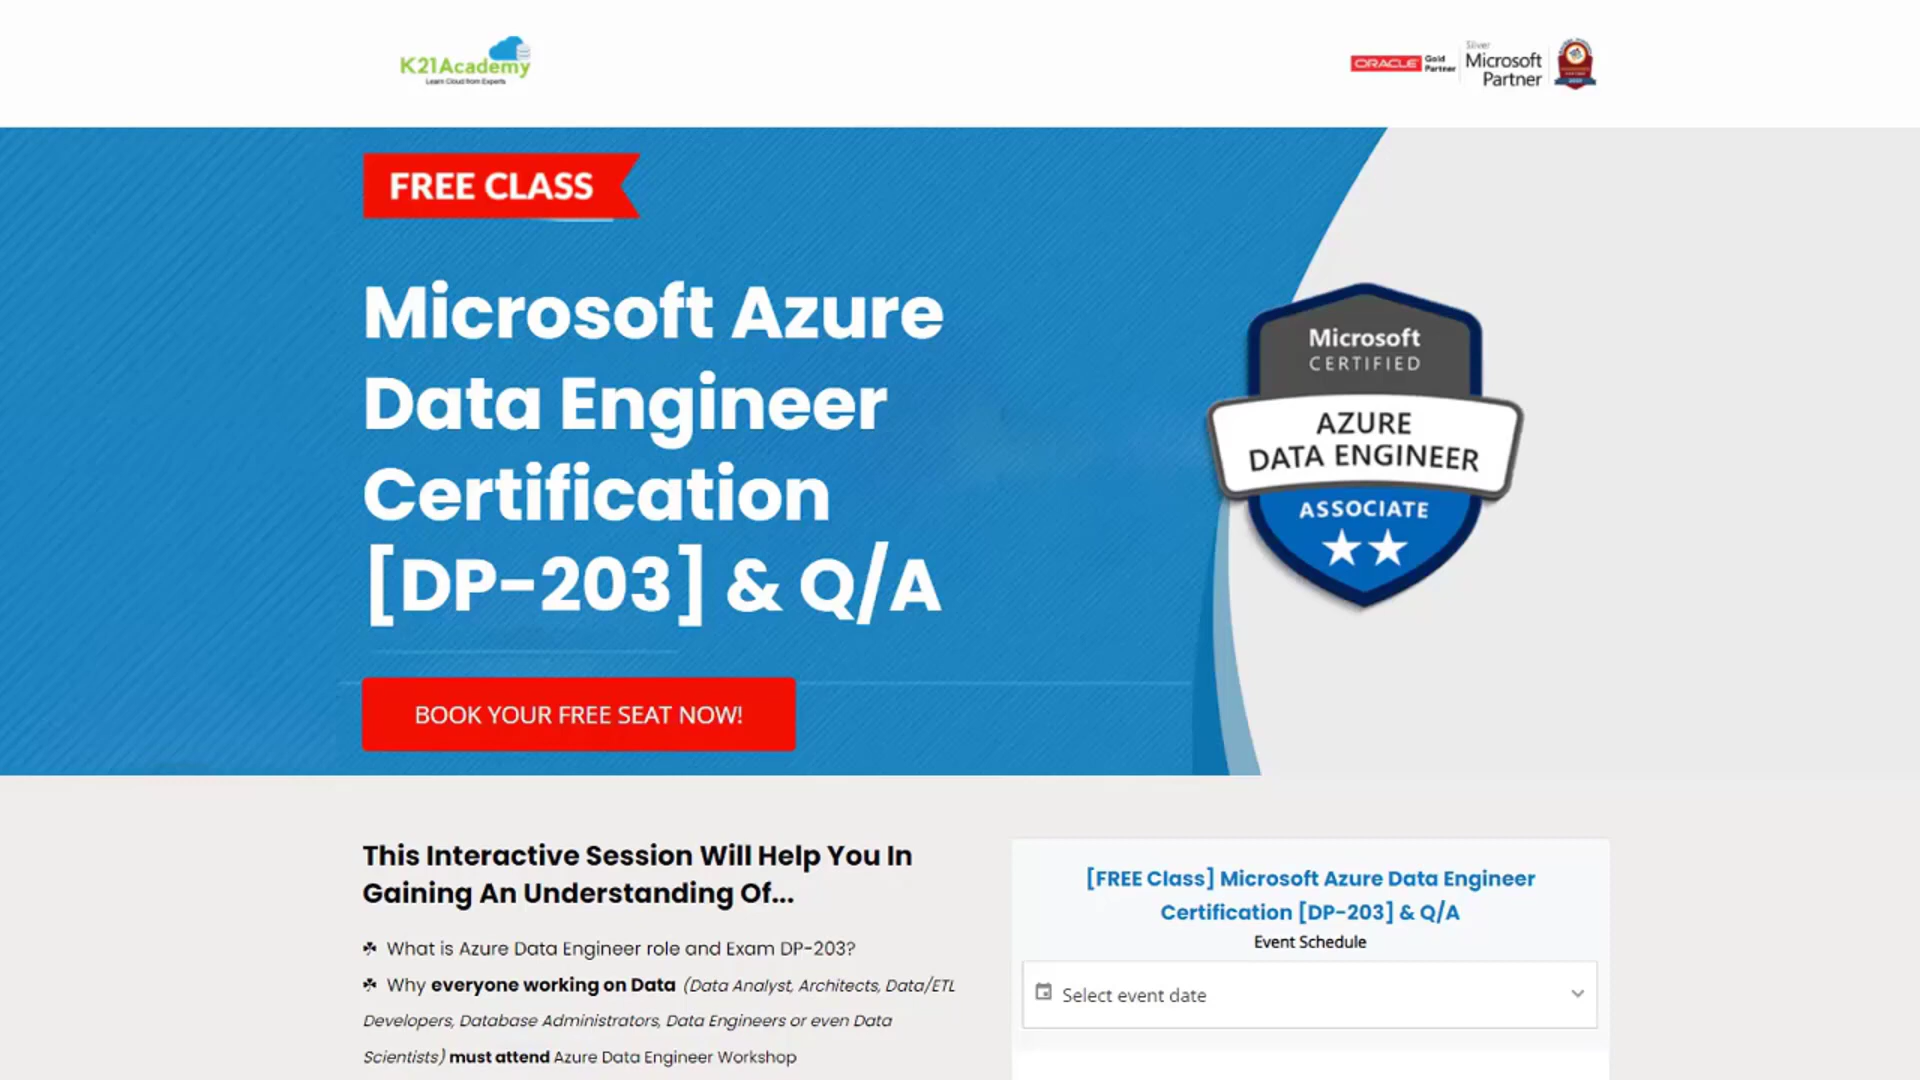 K21Academy
Learn Cloud from Experts
ORACLE Gold Partner
Silver
Microsoft
Partner
FREE CLASS
Microsoft Azure
Data Engineer
Certification
[DP-203] & Q/A
Microsoft
CERTIFIED
AZURE
DATA ENGINEER
ASSOCIATE
BOOK YOUR FREE SEAT NOW!
This Interactive Session Will Help You In
Gaining An Understanding Of...
What is Azure Data Engineer role and Exam DP-203?
Why everyone working on Data (Data Analyst, Architects, Data/ETL
Developers, Database Administrators, Data Engineers or even Data
Scientists) must attend Azure Data Engineer Workshop
[FREE Class] Microsoft Azure Data Engineer
Certification [DP-203] & Q/A
Event Schedule
Select event date